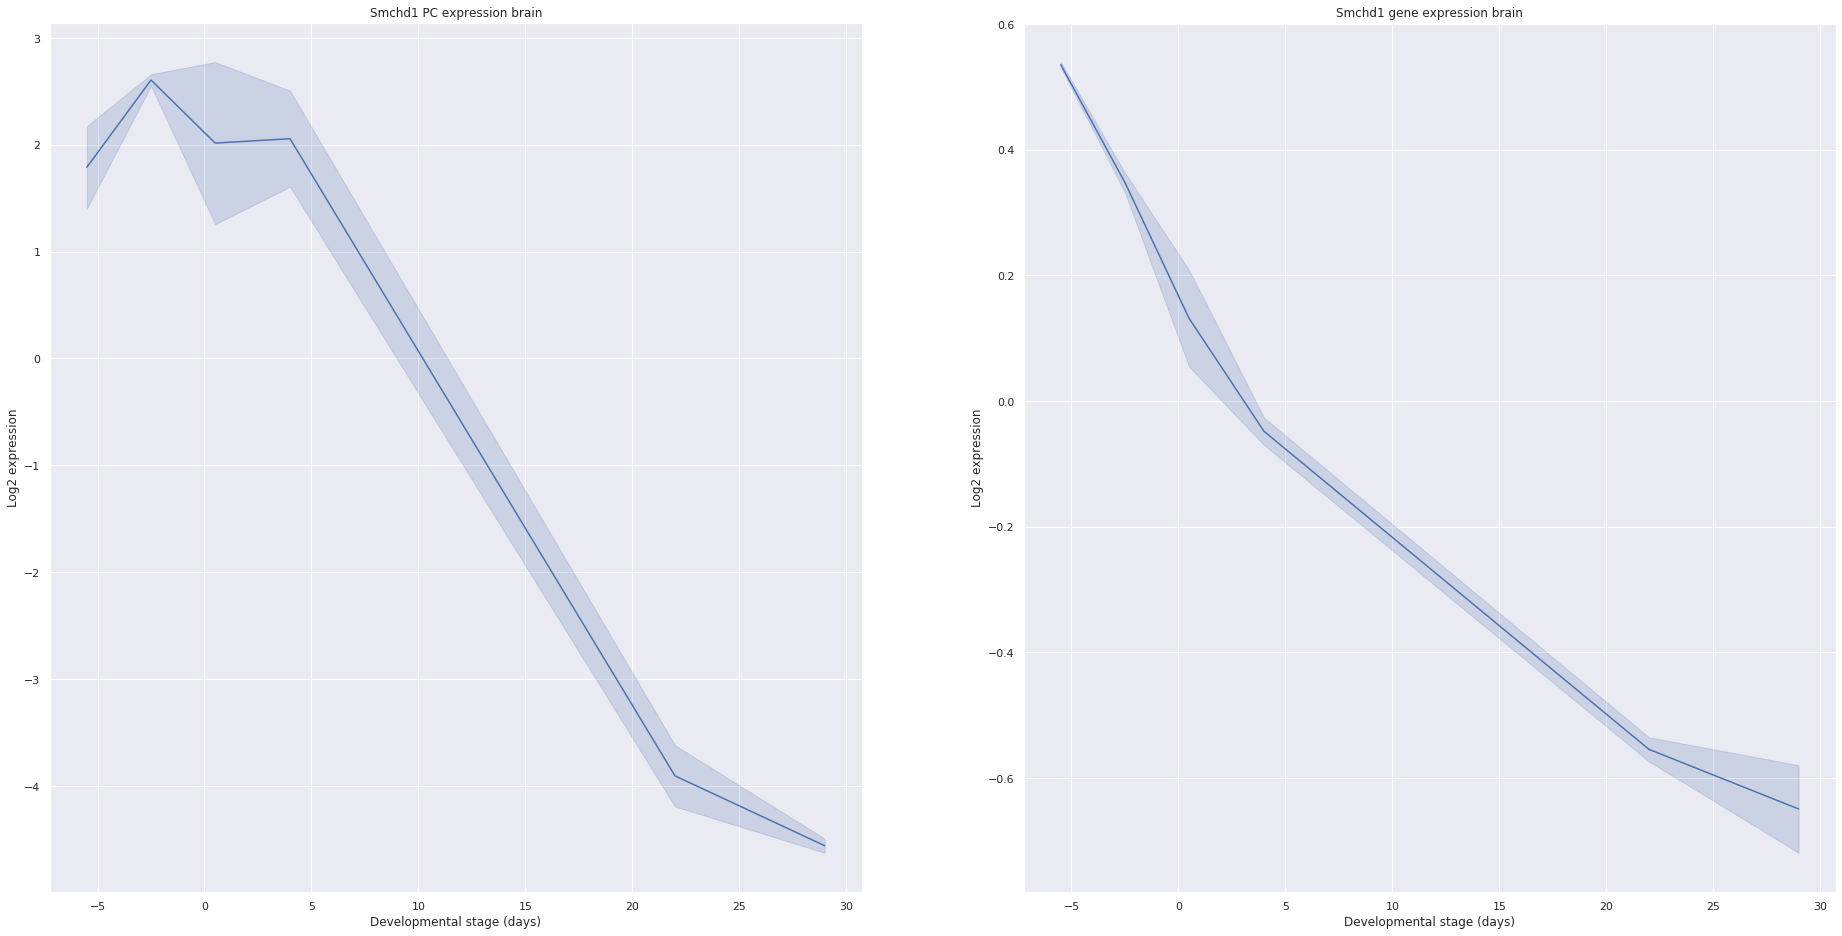 Smchd1 PC expression brain
3
2
1
0
−1
−2
−3
−4
Log2 expression
−5 0 5 10 15 20 25 30
Developmental stage (days)
Smchd1 gene expression brain
0.6
0.4
0.2
0.0
−0.2
−0.4
−0.6
Log2 expression
−5 0 5 10 15 20 25 30
Developmental stage (days)